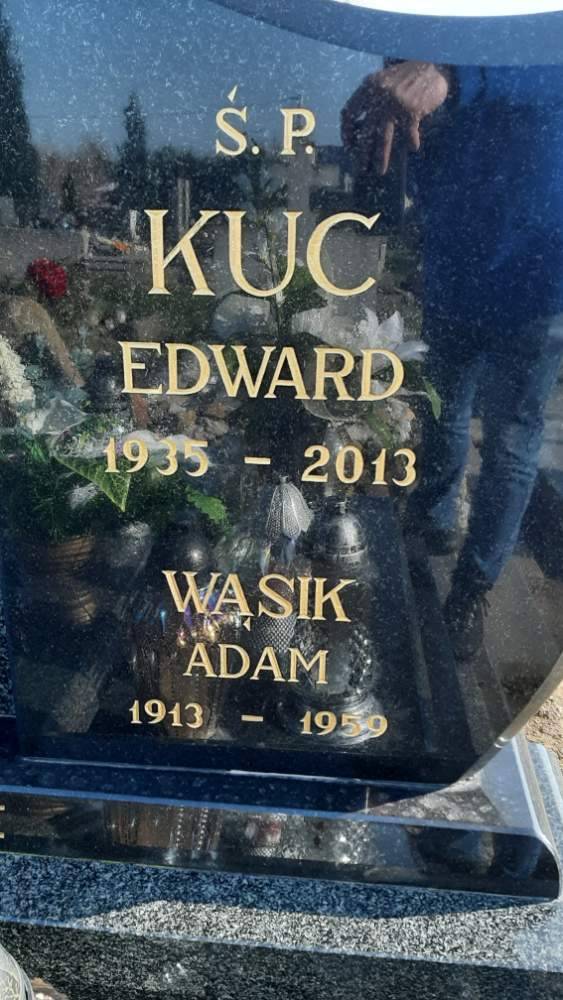 Ś. P.
KUC
EDWARD
1935 – 2013
WĄSIK
ADAM
1913 – 1959